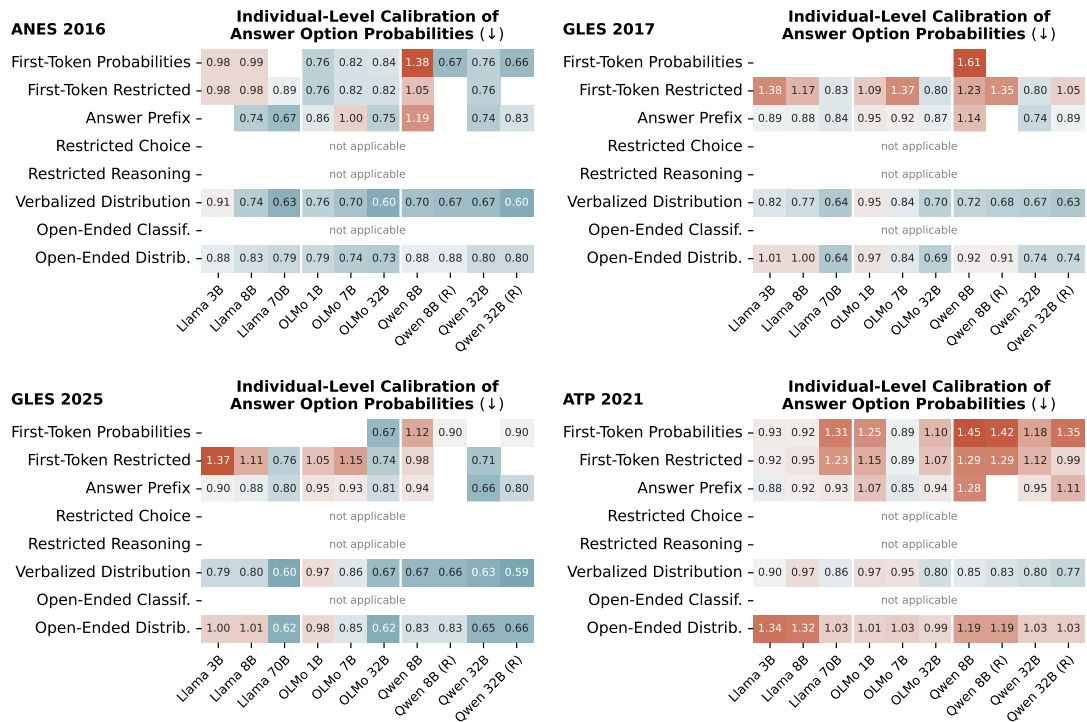 ANES 2016
Individual-Level Calibration of
Answer Option Probabilities (↓)
First-Token Probabilities 0.98 0.99 0.76 0.82 0.84 1.38 0.67 0.76 0.66
First-Token Restricted 0.98 0.98 0.89 0.76 0.82 0.82 1.05 0.76
Answer Prefix 0.74 0.67 0.86 1.00 0.75 1.19 0.74 0.83
Restricted Choice not applicable
Restricted Reasoning not applicable
Verbalized Distribution 0.91 0.74 0.63 0.76 0.70 0.60 0.70 0.67 0.67 0.60
Open-Ended Classif. not applicable
Open-Ended Distrib. 0.88 0.83 0.79 0.79 0.74 0.73 0.88 0.88 0.80 0.80
Llama 3B Llama 8B Llama 70B OLMo 1B OLMo 7B OLMo 32B Qwen 8B Qwen 8B (R) Qwen 32B Qwen 32B (R)
GLES 2017
Individual-Level Calibration of
Answer Option Probabilities (↓)
First-Token Probabilities 1.61
First-Token Restricted 1.38 1.17 0.83 1.09 1.37 0.80 1.23 1.35 0.80 1.05
Answer Prefix 0.89 0.88 0.84 0.95 0.92 0.87 1.14 0.74 0.89
Restricted Choice not applicable
Restricted Reasoning not applicable
Verbalized Distribution 0.82 0.77 0.64 0.95 0.84 0.70 0.72 0.68 0.67 0.63
Open-Ended Classif. not applicable
Open-Ended Distrib. 1.01 1.00 0.64 0.97 0.84 0.69 0.92 0.91 0.74 0.74
Llama 3B Llama 8B Llama 70B OLMo 1B OLMo 7B OLMo 32B Qwen 8B Qwen 8B (R) Qwen 32B Qwen 32B (R)
GLES 2025
Individual-Level Calibration of
Answer Option Probabilities (↓)
First-Token Probabilities 0.67 1.12 0.90 0.90
First-Token Restricted 1.37 1.11 0.76 1.05 1.15 0.74 0.98 0.71
Answer Prefix 0.90 0.88 0.80 0.95 0.93 0.81 0.94 0.66 0.80
Restricted Choice not applicable
Restricted Reasoning not applicable
Verbalized Distribution 0.79 0.80 0.60 0.97 0.86 0.67 0.67 0.66 0.63 0.59
Open-Ended Classif. not applicable
Open-Ended Distrib. 1.00 1.01 0.62 0.98 0.85 0.62 0.83 0.83 0.65 0.66
Llama 3B Llama 8B Llama 70B OLMo 1B OLMo 7B OLMo 32B Qwen 8B Qwen 8B (R) Qwen 32B Qwen 32B (R)
ATP 2021
Individual-Level Calibration of
Answer Option Probabilities (↓)
First-Token Probabilities 0.93 0.92 1.31 1.25 0.89 1.10 1.45 1.42 1.18 1.35
First-Token Restricted 0.92 0.95 1.23 1.15 0.89 1.07 1.29 1.29 1.12 0.99
Answer Prefix 0.88 0.92 0.93 1.07 0.85 0.94 1.28 0.95 1.11
Restricted Choice not applicable
Restricted Reasoning not applicable
Verbalized Distribution 0.90 0.97 0.86 0.97 0.95 0.80 0.85 0.83 0.80 0.77
Open-Ended Classif. not applicable
Open-Ended Distrib. 1.34 1.32 1.03 1.01 1.03 0.99 1.19 1.19 1.03 1.03
Llama 3B Llama 8B Llama 70B OLMo 1B OLMo 7B OLMo 32B Qwen 8B Qwen 8B (R) Qwen 32B Qwen 32B (R)